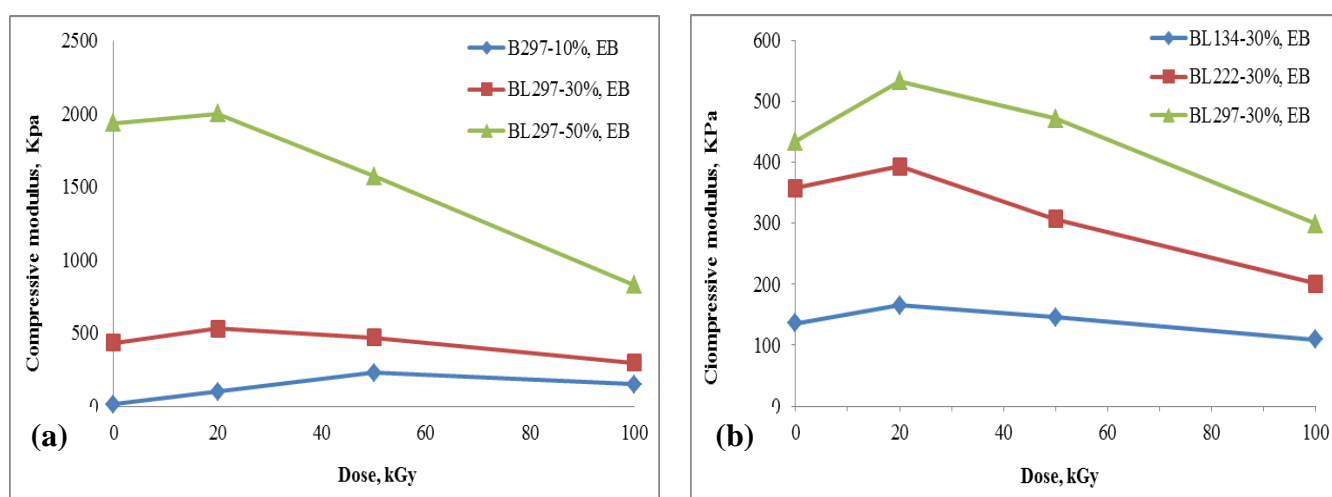 Compressive modulus, Kpa
2500
2000
1500
1000
500
0
B297-10%, EB
BL297-30%, EB
BL297-50%, EB
0 20 40 60 80 100
(a)
Dose, kGy
Ciompressive modulus, KPa
600
500
400
300
200
100
0
BL134-30%, EB
BL222-30%, EB
BL297-30%, EB
0 20 40 60 80 100
(b)
Dose, kGy